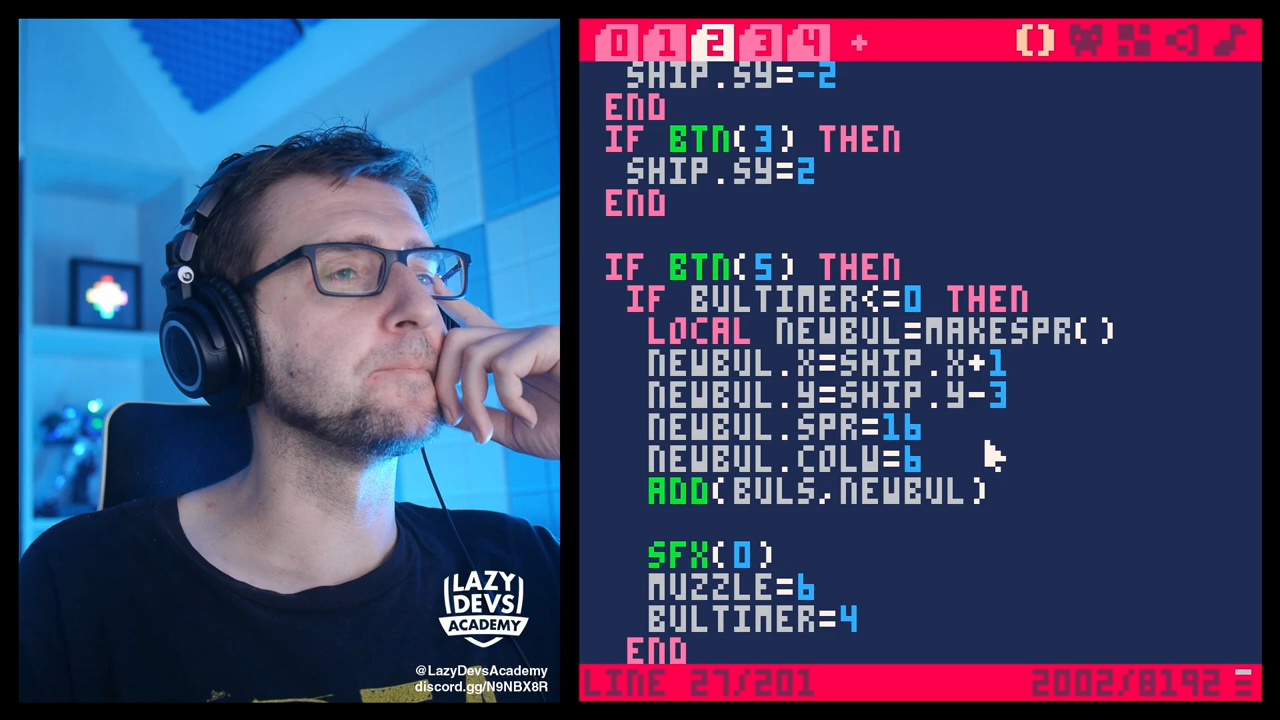 LAZY
DEVS
ACADEMY
@LazyDevsAcademy
discord.gg/N9NBX8R
0 1 2 3 4 + ()
SHIP.SY=-2
END
IF BTN(3) THEN
SHIP.SY=2
END
IF BTN(5) THEN
IF BULTIMER<=0 THEN
LOCAL NEWBUL=MAKESPR()
NEWBUL.X=SHIP.X+1
NEWBUL.Y=SHIP.Y-3
NEWBUL.SPR=16
NEWBUL.COLW=6
ADD(BULS,NEWBUL)
SFX(0)
MUZZLE=6
BULTIMER=4
END
LINE 27/201
2002/8192